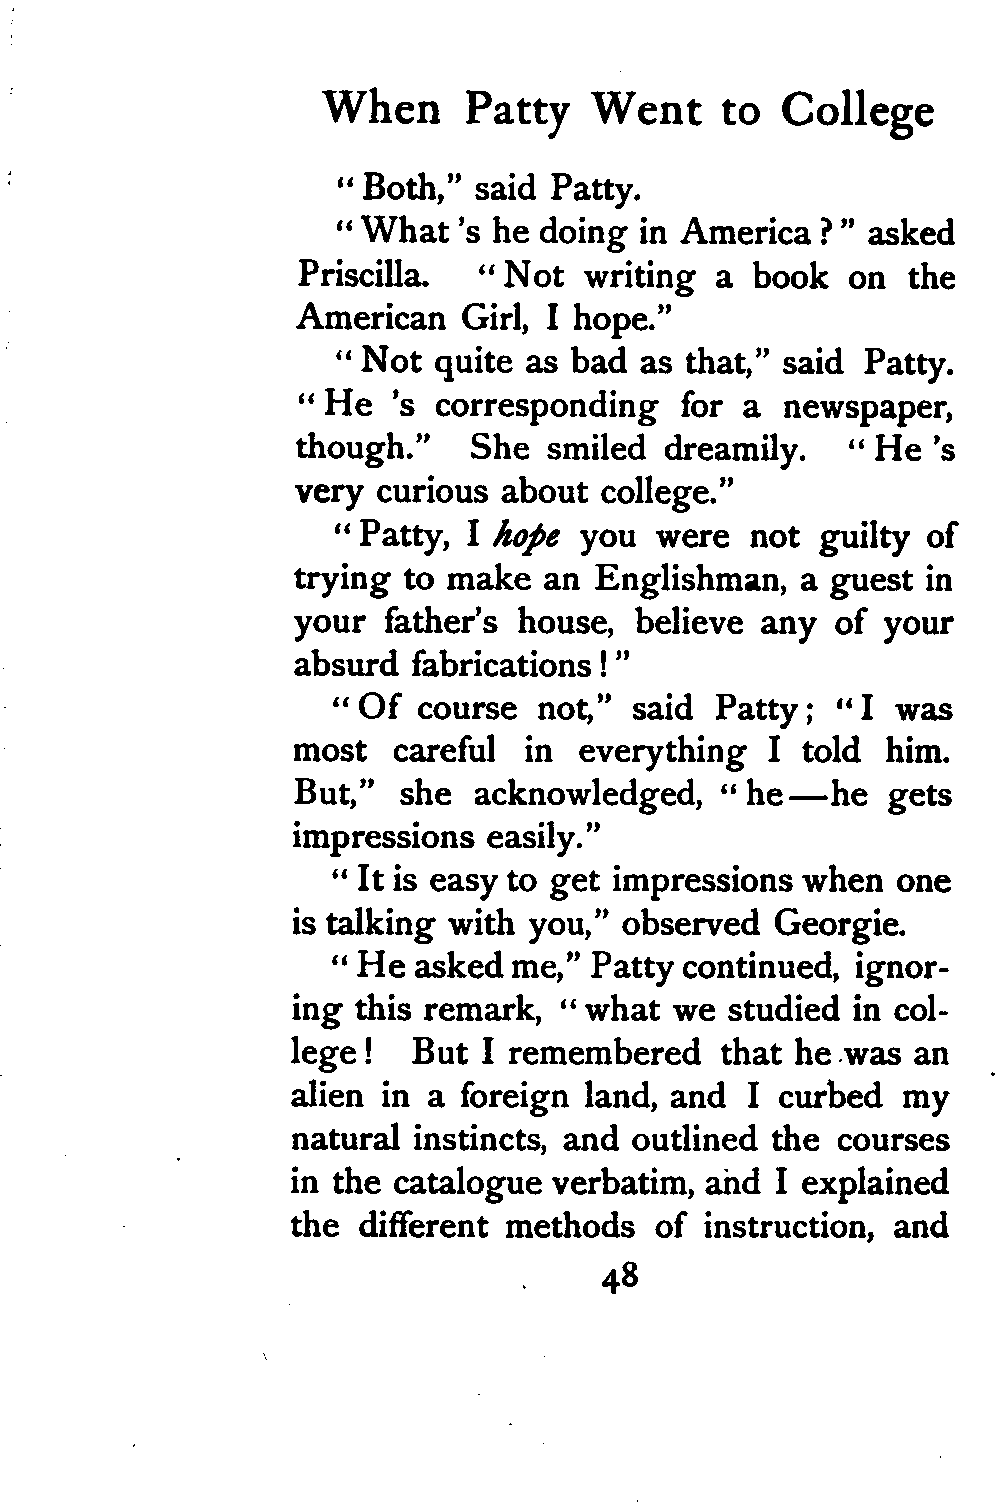 When Patty Went to College
“Both,” said Patty.
“What 's he doing in America?” asked
Priscilla. “Not writing a book on the
American Girl, I hope.”
“Not quite as bad as that,” said Patty.
“He 's corresponding for a newspaper,
though.” She smiled dreamily. “He 's
very curious about college.”
“Patty, I hope you were not guilty of
trying to make an Englishman, a guest in
your father's house, believe any of your
absurd fabrications!”
“Of course not,” said Patty; “I was
most careful in everything I told him.
But,” she acknowledged, “he—he gets
impressions easily.”
“It is easy to get impressions when one
is talking with you,” observed Georgie.
“He asked me,” Patty continued, ignor-
ing this remark, “what we studied in col-
lege! But I remembered that he was an
alien in a foreign land, and I curbed my
natural instincts, and outlined the courses
in the catalogue verbatim, and I explained
the different methods of instruction, and
48